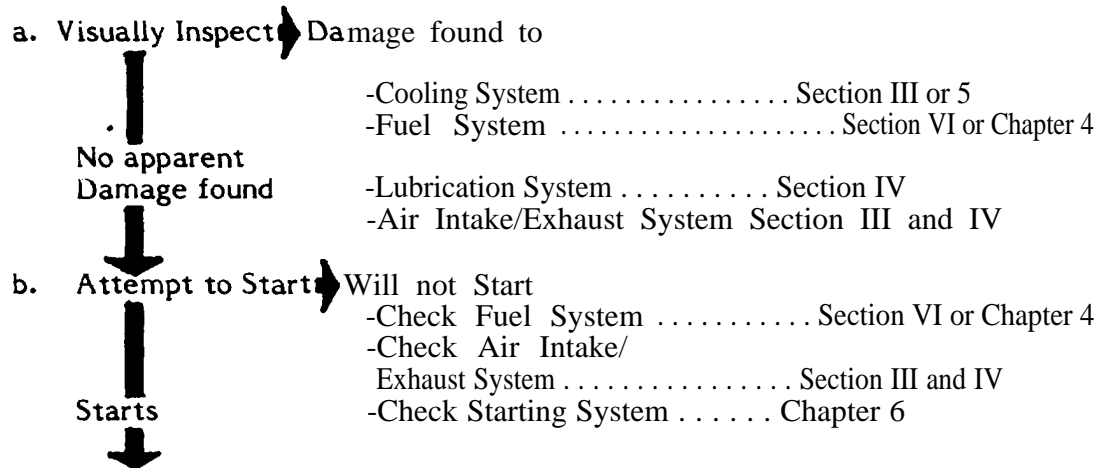 a. Visually Inspect Damage found to
-Cooling System . . . . . . . . . . . . . . . . Section III or 5
-Fuel System . . . . . . . . . . . . . . . . . . . . . Section VI or Chapter 4
No apparent
Damage found
-Lubrication System . . . . . . . . . . Section IV
-Air Intake/Exhaust System Section III and IV
b. Attempt to Start Will not Start
-Check Fuel System . . . . . . . . . . . Section VI or Chapter 4
-Check Air Intake/
Exhaust System . . . . . . . . . . . . . . . . . Section III and IV
Starts
-Check Starting System . . . . . . Chapter 6